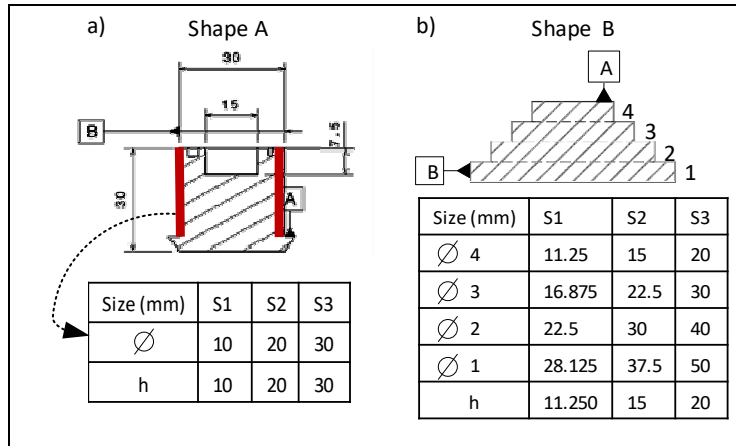 a) Shape A
30
15
B
7.5
30
A
Size (mm) S1 S2 S3
∅ 10 20 30
h 10 20 30
b) Shape B
A
4
3
2
B
1
Size (mm) S1 S2 S3
∅ 4 11.25 15 20
∅ 3 16.875 22.5 30
∅ 2 22.5 30 40
∅ 1 28.125 37.5 50
h 11.250 15 20